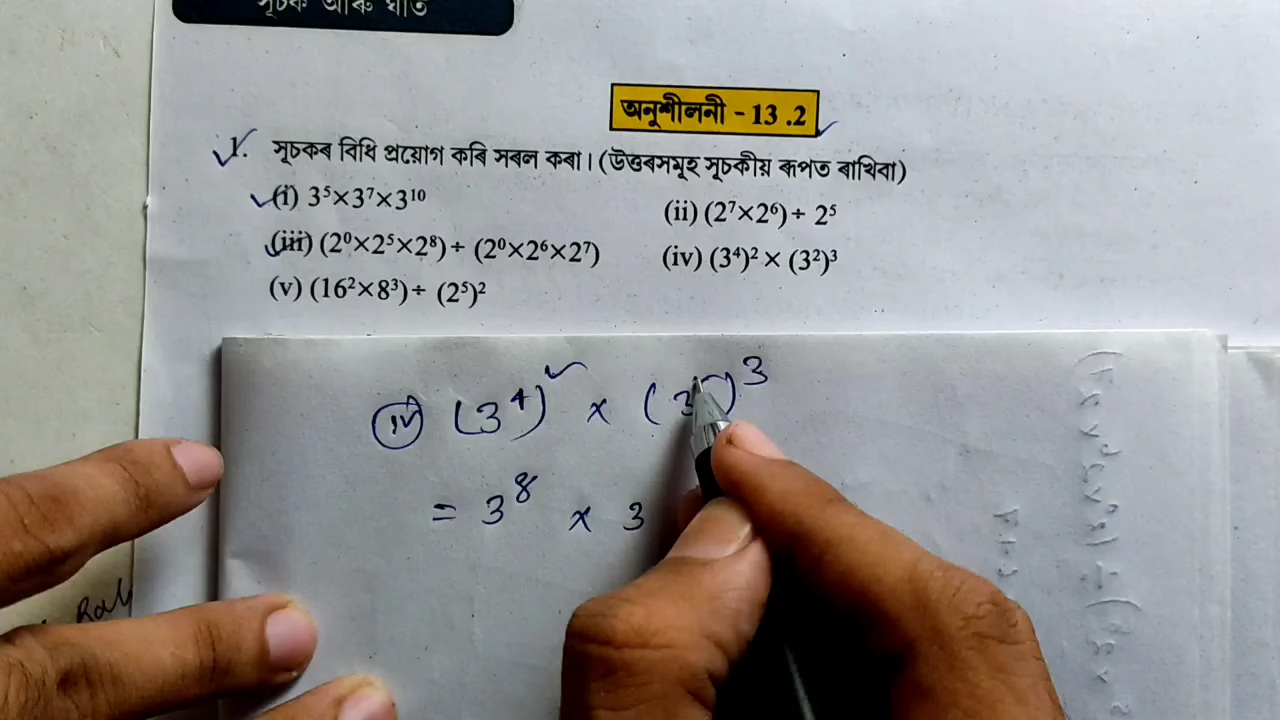 সূচক আৰু ঘাত
অনুশীলনী - 13.2
1. সূচকৰ বিধি প্ৰয়োগ কৰি সৰল কৰা। (উত্তৰসমূহ সূচকীয় ৰূপত ৰাখিবা)
(i) 3⁵×3⁷×3¹⁰ (ii) (2⁷×2⁶) ÷ 2⁵
(iii) (2⁰×2⁵×2⁸) ÷ (2⁰×2⁶×2⁷) (iv) (3⁴)² × (3²)³
(v) (16²×8³) ÷ (2⁵)²
(iv) (3⁴)² × (3²)³
= 3⁸ × 3